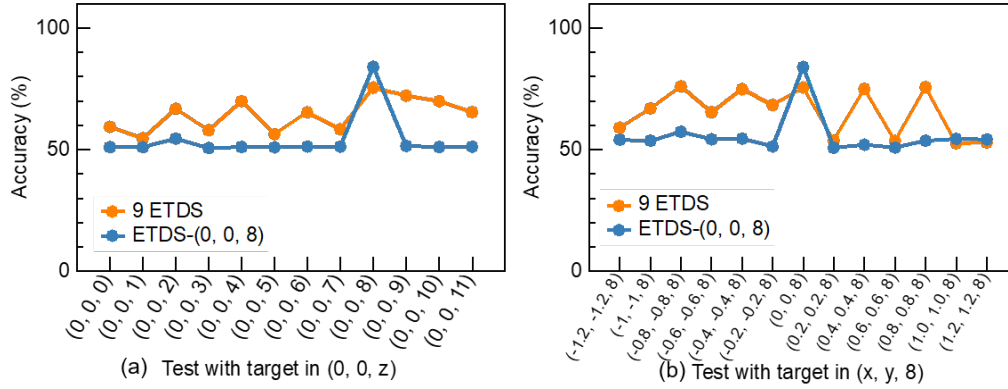 100
50
0
Accuracy (%)
9 ETDS
ETDS-(0, 0, 8)
(0, 0, 0)
(0, 0, 1)
(0, 0, 2)
(0, 0, 3)
(0, 0, 4)
(0, 0, 5)
(0, 0, 6)
(0, 0, 7)
(0, 0, 8)
(0, 0, 9)
(0, 0, 10)
(0, 0, 11)
(a) Test with target in (0, 0, z)
100
50
0
Accuracy (%)
9 ETDS
ETDS-(0, 0, 8)
(-1.2, -1.2, 8)
(-1, -1, 8)
(-0.8, -0.8, 8)
(-0.6, -0.6, 8)
(-0.4, -0.4, 8)
(-0.2, -0.2, 8)
(0, 0, 8)
(0.2, 0.2, 8)
(0.4, 0.4, 8)
(0.6, 0.6, 8)
(0.8, 0.8, 8)
(1.0, 1.0, 8)
(1.2, 1.2, 8)
(b) Test with target in (x, y, 8)